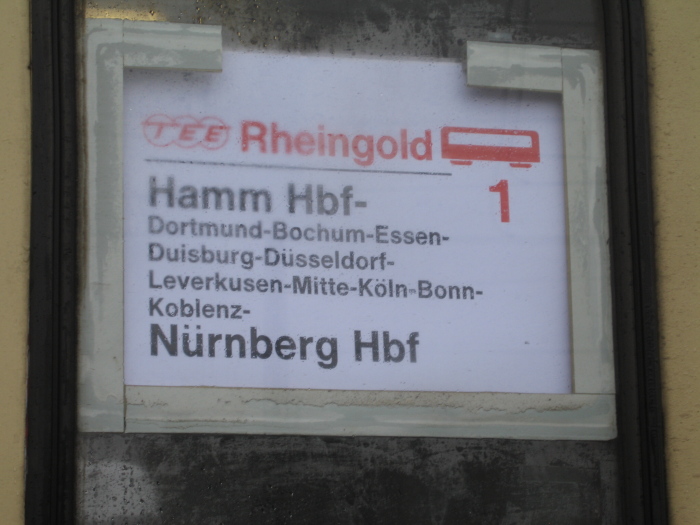 TEE Rheingold
1
Hamm Hbf-
Dortmund-Bochum-Essen-
Duisburg-Düsseldorf-
Leverkusen-Mitte-Köln-Bonn-
Koblenz-
Nürnberg Hbf